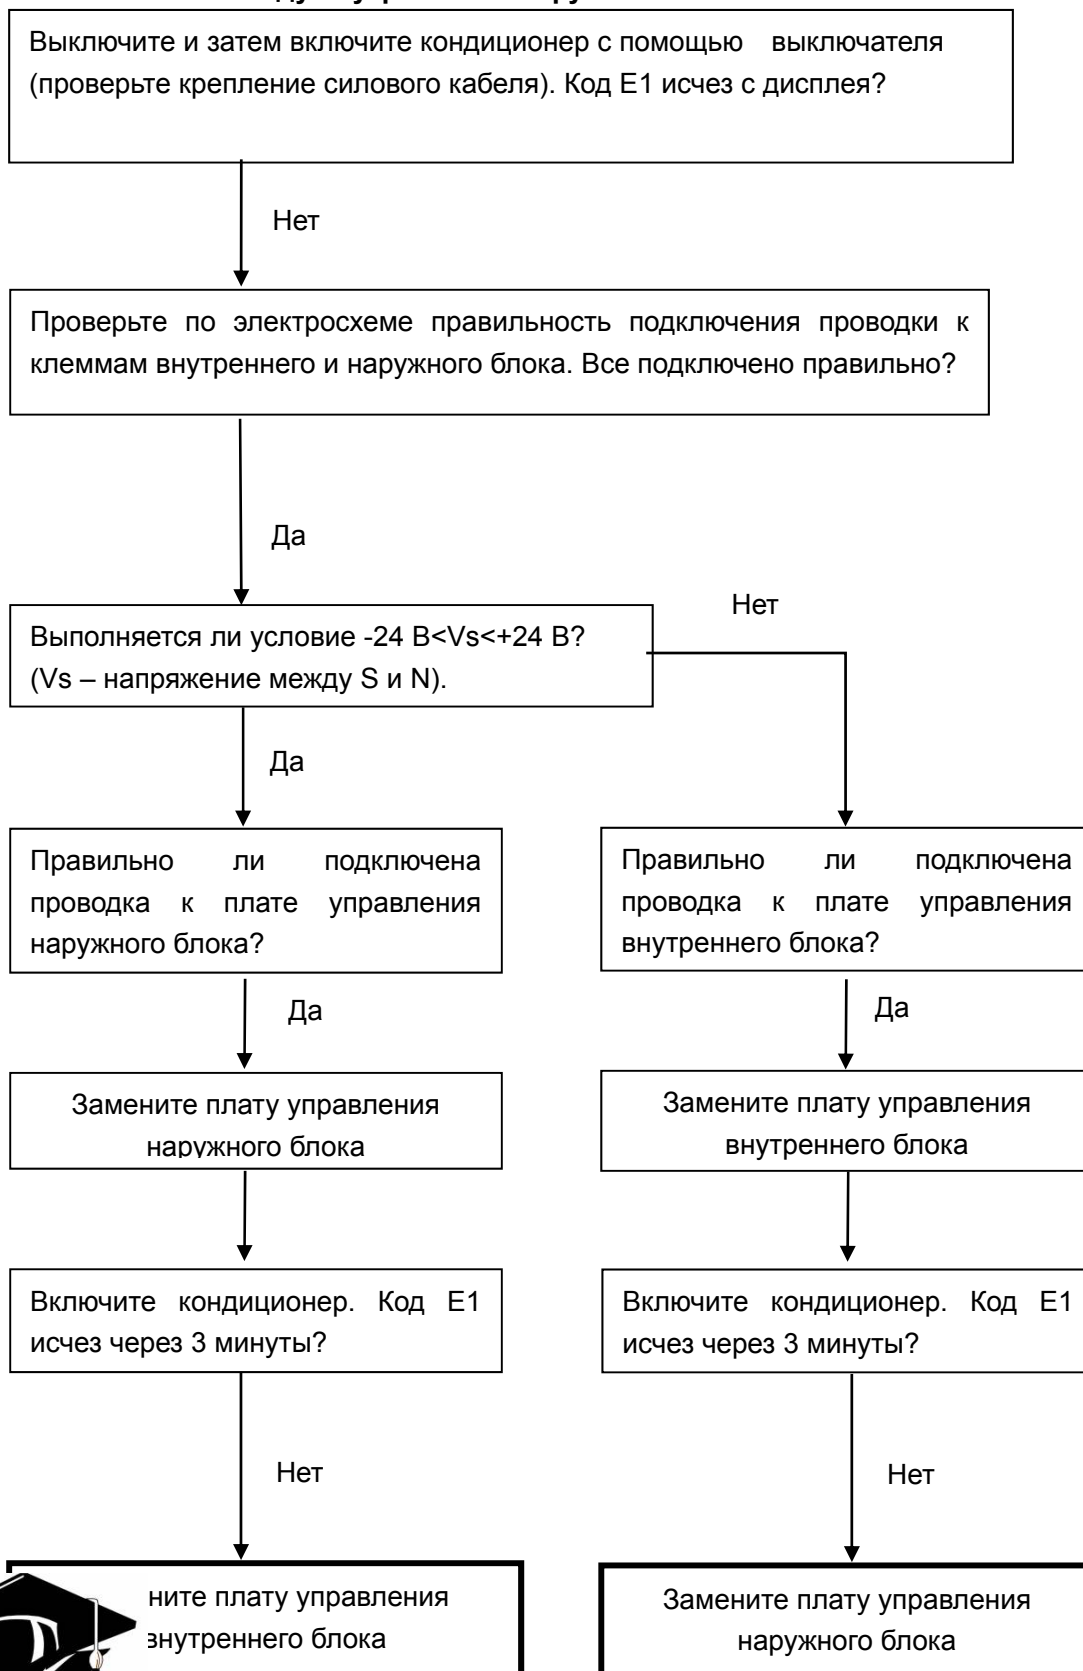 Выключите и затем включите кондиционер с помощью выключателя
(проверьте крепление силового кабеля). Код E1 исчез с дисплея?
Нет
Проверьте по электросхеме правильность подключения проводки к
клеммам внутреннего и наружного блока. Все подключено правильно?
Да
Нет
Выполняется ли условие -24 В<Vs<+24 В?
(Vs – напряжение между S и N).
Да
Правильно ли подключена
проводка к плате управления
наружного блока?
Правильно ли подключена
проводка к плате управления
внутреннего блока?
Да
Да
Замените плату управления
наружного блока
Замените плату управления
внутреннего блока
Включите кондиционер. Код E1
исчез через 3 минуты?
Включите кондиционер. Код E1
исчез через 3 минуты?
Нет
Нет
ните плату управления
внутреннего блока
Замените плату управления
наружного блока